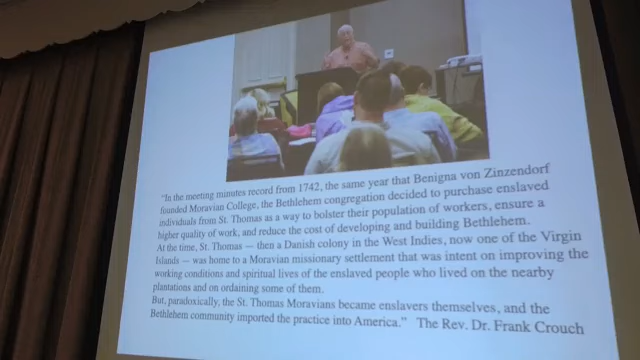 "In the meeting minutes record from 1742, the same year that Benigna von Zinzendorf
founded Moravian College, the Bethlehem congregation decided to purchase enslaved
individuals from St. Thomas as a way to bolster their population of workers, ensure a
higher quality of work, and reduce the cost of developing and building Bethlehem.
At the time, St. Thomas — then a Danish colony in the West Indies, now one of the Virgin
Islands — was home to a Moravian missionary settlement that was intent on improving the
working conditions and spiritual lives of the enslaved people who lived on the nearby
plantations and on ordaining some of them.
But, paradoxically, the St. Thomas Moravians became enslavers themselves, and the
Bethlehem community imported the practice into America." The Rev. Dr. Frank Crouch